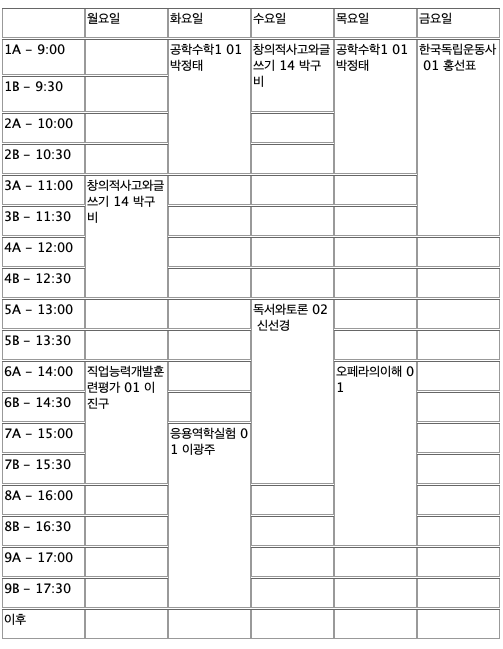 월요일 화요일 수요일 목요일 금요일
1A – 9:00 공학수학1 01 창의적사고와글 공학수학1 01 한국독립운동사
박정태 쓰기 14 박구 박정태 01 홍선표
비
1B – 9:30
2A – 10:00
2B – 10:30
3A – 11:00 창의적사고와글
쓰기 14 박구
비
3B – 11:30
4A – 12:00
4B – 12:30
5A – 13:00 독서와토론 02
신선경
5B – 13:30
6A – 14:00 직업능력개발훈 오페라의이해 0
련평가 01 이 1
진구
6B – 14:30
7A – 15:00 응용역학실험 0
1 이광주
7B – 15:30
8A – 16:00
8B – 16:30
9A – 17:00
9B – 17:30
이후